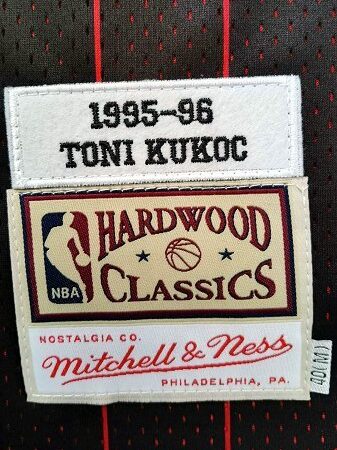 1995-96
TONI KUKOC
HARDWOOD
CLASSICS
NBA
NOSTALGIA CO.
Mitchell & Ness
PHILADELPHIA, PA.
40(M)